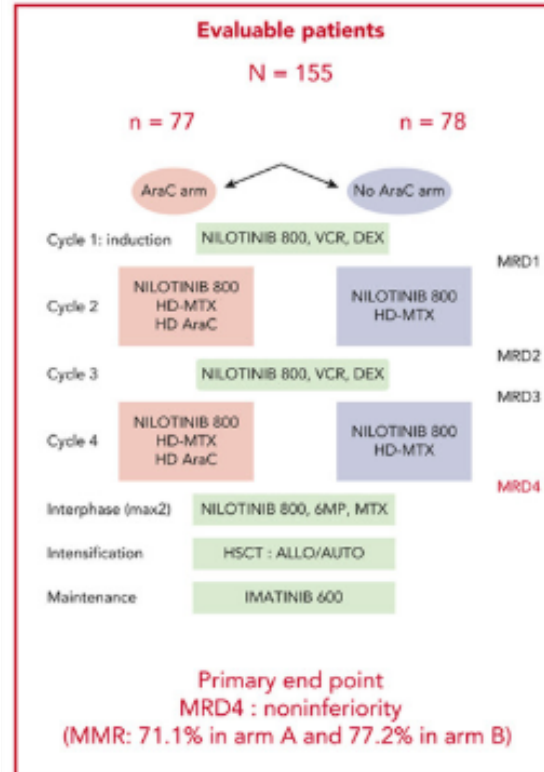 Evaluable patients
N = 155
n = 77
n = 78
AraC arm
No AraC arm
Cycle 1: induction
NILOTINIB 800, VCR, DEX
MRD1
Cycle 2
NILOTINIB 800
HD-MTX
HD AraC
NILOTINIB 800
HD-MTX
MRD2
Cycle 3
NILOTINIB 800, VCR, DEX
MRD3
Cycle 4
NILOTINIB 800
HD-MTX
HD AraC
NILOTINIB 800
HD-MTX
MRD4
Interphase (max2)
NILOTINIB 800, 6MP, MTX
Intensification
HSCT : ALLO/AUTO
Maintenance
IMATINIB 600
Primary end point
MRD4 : noninferiority
(MMR: 71.1% in arm A and 77.2% in arm B)